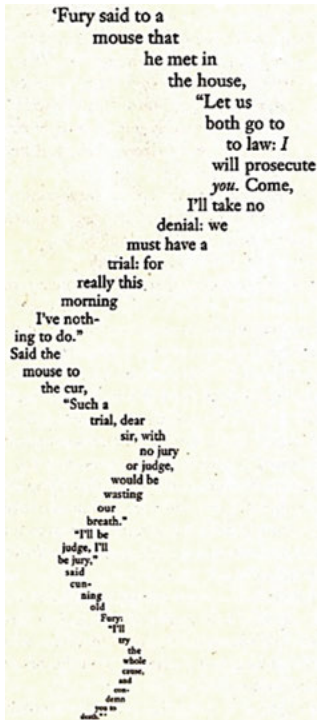 ‘Fury said to a
mouse that
he met in
the house,
“Let us
both go to
to law: I
will prosecute
you. Come,
I’ll take no
denial: we
must have a
trial: for
really this
morning
I’ve noth-
ing to do.”
Said the
mouse to
the cur,
“Such a
trial, dear
sir, with
no jury
or judge,
would be
wasting
our
breath.”
“I’ll be
judge, I’ll
be jury,”
said
cun-
ning
old
Fury:
“I’ll
try
the
whole
cause,
and
con-
demn
you to
death.”’